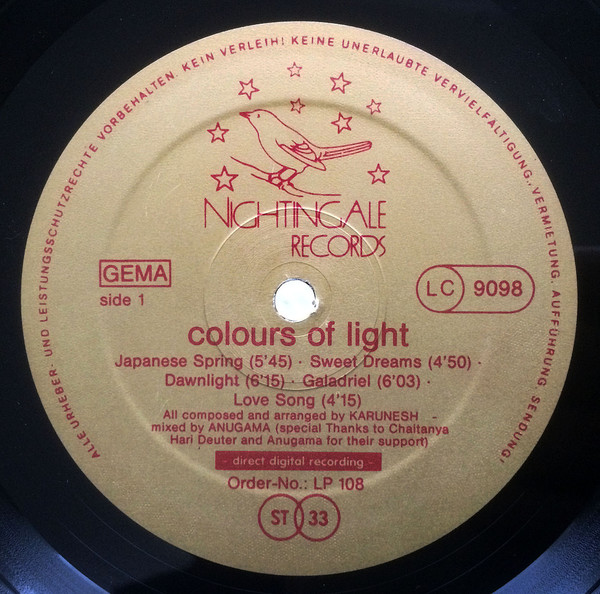 ALLE URHEBER- UND LEISTUNGSSCHUTZRECHTE VORBEHALTEN. KEIN VERLEIH! KEINE UNERLAUBTE VERVIELFÄLTIGUNG., VERMIETUNG. AUFFÜHRUNG. SENDUNG!
NIGHTINGALE
RECORDS
GEMA
side 1
LC 9098
colours of light
Japanese Spring (5'45) · Sweet Dreams (4'50) ·
Dawnlight (6'15) · Galadriel (6'03) ·
Love Song (4'15)
All composed and arranged by KARUNESH -
mixed by ANUGAMA (special Thanks to Chaitanya
Hari Deuter and Anugama for their support)
- direct digital recording -
Order-No.: LP 108
ST 33